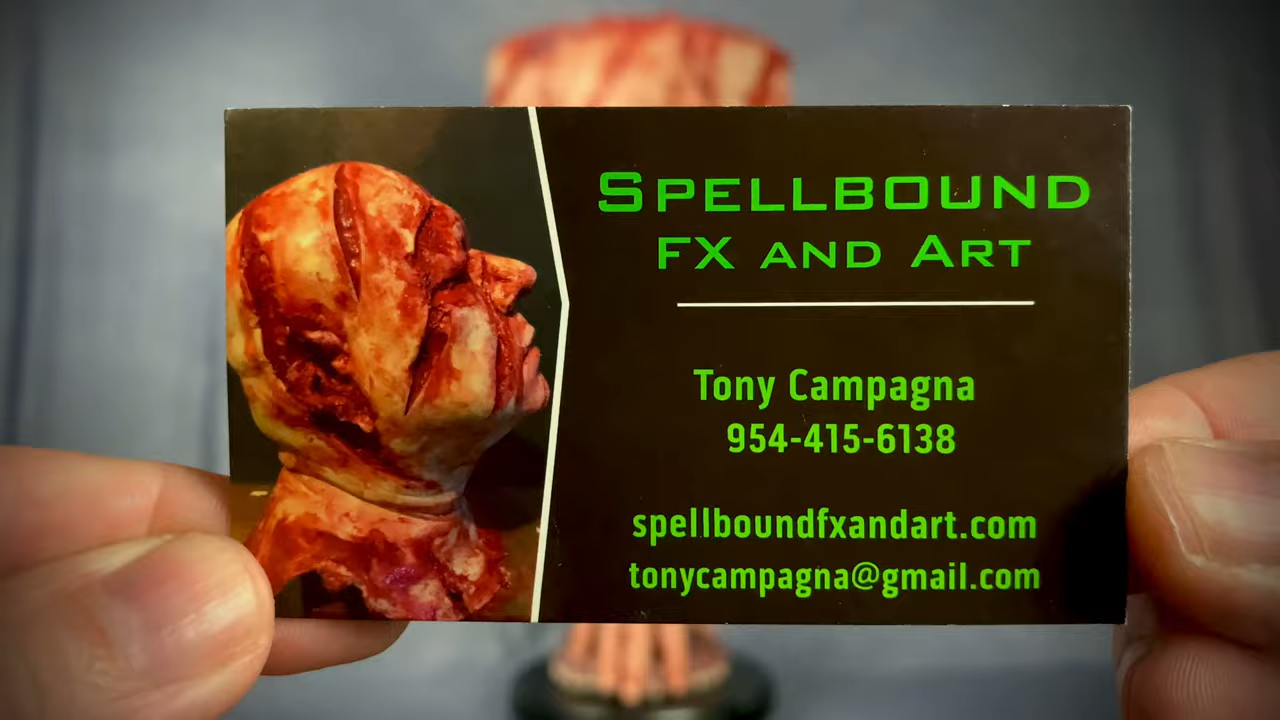 Spellbound
FX and Art
Tony Campagna
954-415-6138
spellboundfxandart.com
tonycampagna@gmail.com